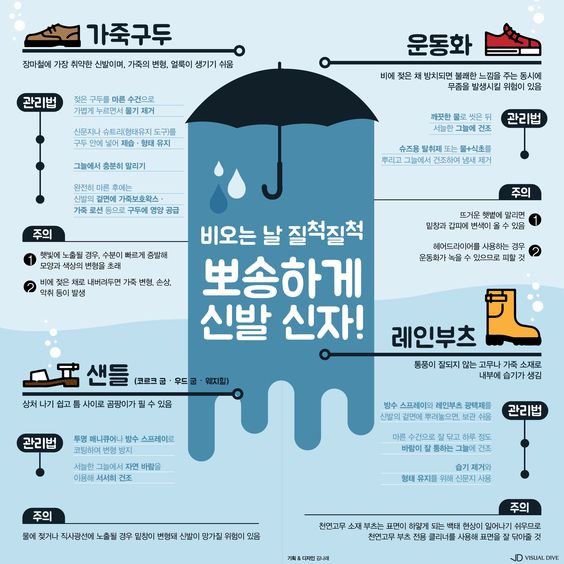 가죽구두
장마철에 가장 취약한 신발이며, 가죽의 변형, 얼룩이 생기기 쉬움
관리법
젖은 구두를 마른 수건으로
가볍게 누르면서 물기 제거
신문지나 슈트리(형태유지 도구)를
구두 안에 넣어 제습 · 형태 유지
그늘에서 충분히 말리기
완전히 마른 후에는
신발의 겉면에 가죽보호왁스 ·
가죽 로션 등으로 구두에 영양 공급
주의
1 햇빛에 노출될 경우, 수분이 빠르게 증발해
모양과 색상의 변형을 초래
2 비에 젖은 채로 내버려두면 가죽 변형, 손상,
악취 등이 발생
운동화
비에 젖은 채 방치되면 불쾌한 느낌을 주는 동시에
무좀을 발생시킬 위험이 있음
관리법
깨끗한 물로 씻은 뒤
서늘한 그늘에 건조
슈즈용 탈취제 또는 물+식초를
뿌리고 그늘에서 건조하여 냄새 제거
주의
뜨거운 햇볕에 말리면
밑창과 갑피에 변색이 올 수 있음 1
헤어드라이어를 사용하는 경우
운동화가 녹을 수 있으므로 피할 것 2
비오는 날 질척질척
뽀송하게
신발 신자!
샌들 (코르크 굽 · 우드 굽 · 웨지힐)
상처 나기 쉽고 틈 사이로 곰팡이가 필 수 있음
관리법
투명 매니큐어나 방수 스프레이로
코팅하여 변형 방지
서늘한 그늘에서 자연 바람을
이용해 서서히 건조
주의
물에 젖거나 직사광선에 노출될 경우 밑창이 변형돼 신발이 망가질 위험이 있음
레인부츠
통풍이 잘되지 않는 고무나 가죽 소재로
내부에 습기가 생김
관리법
방수 스프레이와 레인부츠 광택제를
신발의 겉면에 뿌려놓으면, 보관 쉬움
마른 수건으로 잘 닦고 하루 정도
바람이 잘 통하는 그늘에 건조
습기 제거와
형태 유지를 위해 신문지 사용
주의
천연고무 소재 부츠는 표면이 하얗게 되는 백태 현상이 일어나기 쉬우므로
천연고무 부츠 전용 클리너를 사용해 표면을 잘 닦아줄 것
기획 & 디자인 김나래
VISUAL DIVE